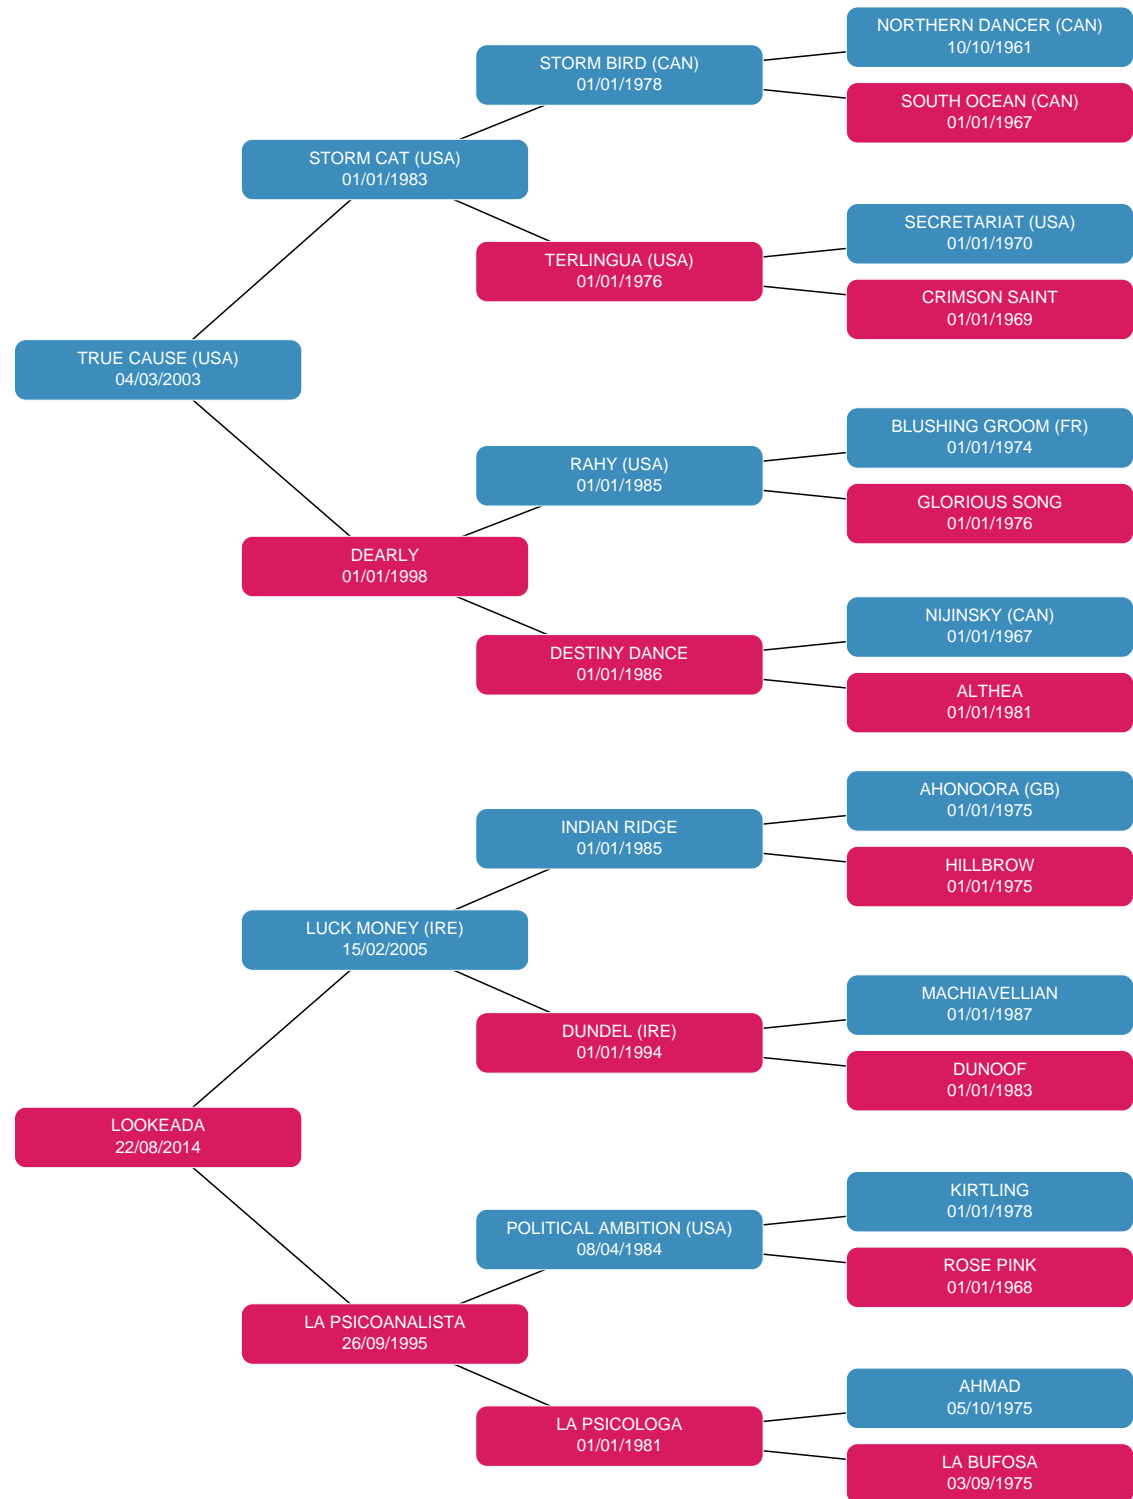 NORTHERN DANCER (CAN)
10/10/1961
STORM BIRD (CAN)
01/01/1978
SOUTH OCEAN (CAN)
01/01/1967
STORM CAT (USA)
01/01/1983
SECRETARIAT (USA)
01/01/1970
TERLINGUA (USA)
01/01/1976
CRIMSON SAINT
01/01/1969
TRUE CAUSE (USA)
04/03/2003
BLUSHING GROOM (FR)
01/01/1974
RAHY (USA)
01/01/1985
GLORIOUS SONG
01/01/1976
DEARLY
01/01/1998
NIJINSKY (CAN)
01/01/1967
DESTINY DANCE
01/01/1986
ALTHEA
01/01/1981
AHONOORA (GB)
01/01/1975
INDIAN RIDGE
01/01/1985
HILLBROW
01/01/1975
LUCK MONEY (IRE)
15/02/2005
MACHIAVELLIAN
01/01/1987
DUNDEL (IRE)
01/01/1994
DUNOOF
01/01/1983
LOOKEADA
22/08/2014
KIRTLING
01/01/1978
POLITICAL AMBITION (USA)
08/04/1984
ROSE PINK
01/01/1968
LA PSICOANALISTA
26/09/1995
AHMAD
05/10/1975
LA PSICOLOGA
01/01/1981
LA BUFOSA
03/09/1975